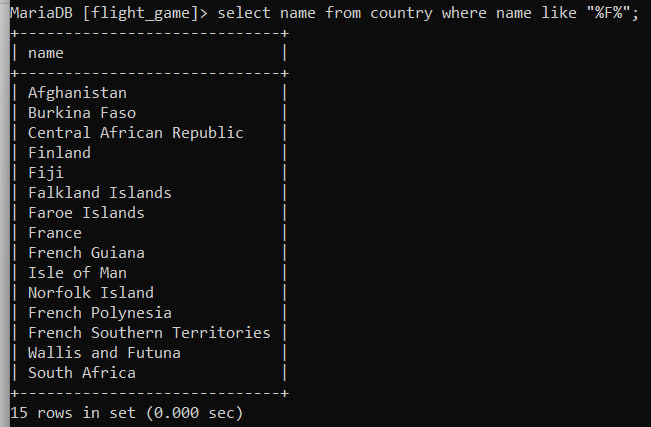 MariaDB [flight_game]> select name from country where name like "%F%";
+-----------------------------+
| name                        |
+-----------------------------+
| Afghanistan                 |
| Burkina Faso                |
| Central African Republic    |
| Finland                     |
| Fiji                        |
| Falkland Islands            |
| Faroe Islands               |
| France                      |
| French Guiana               |
| Isle of Man                 |
| Norfolk Island              |
| French Polynesia            |
| French Southern Territories |
| Wallis and Futuna           |
| South Africa                |
+-----------------------------+
15 rows in set (0.000 sec)